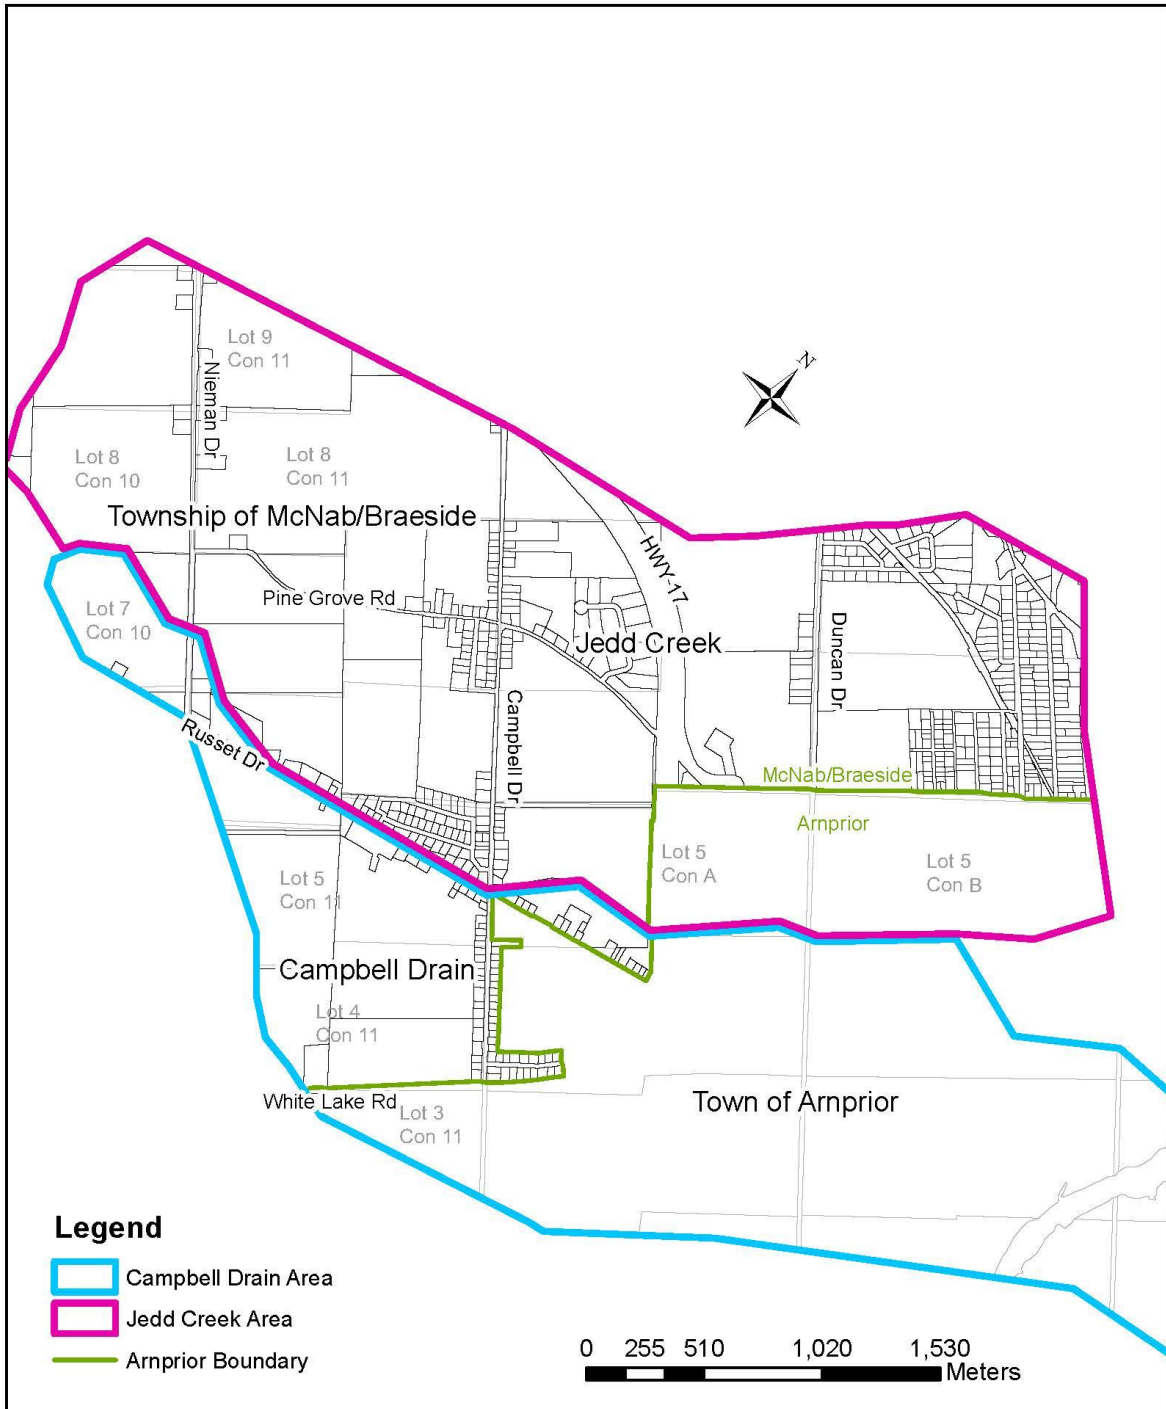 N
Lot 9
Con 11
Nieman Dr
Lot 8
Con 10
Lot 8
Con 11
Township of McNab/Braeside
HWY-17
Pine Grove Rd
Lot 7
Con 10
Jedd Creek
Duncan Dr
Russet Dr
Campbell Dr
McNab/Braeside
Arnprior
Lot 5
Con A
Lot 5
Con B
Lot 5
Con 11
Campbell Drain
Lot 4
Con 11
White Lake Rd
Lot 3
Con 11
Town of Arnprior
Legend
Campbell Drain Area
Jedd Creek Area
Arnprior Boundary
0 255 510 1,020 1,530
Meters